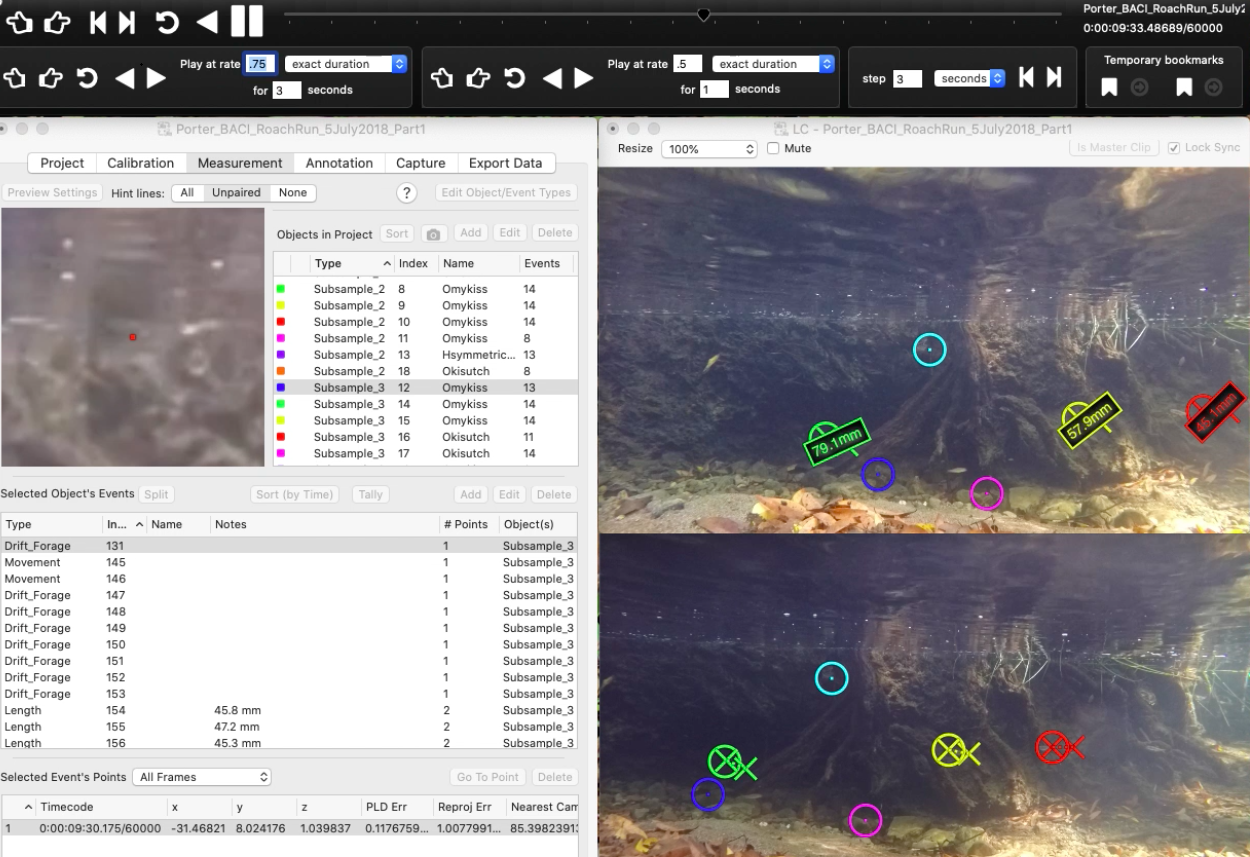 Porter_BACI_RoachRun_5July2
0:00:09:33.48689/60000
Play at rate .75 exact duration
for 3 seconds
Play at rate .5 exact duration
for 1 seconds
step 3 seconds
Temporary bookmarks
Porter_BACI_RoachRun_5July2018_Part1
Project Calibration Measurement Annotation Capture Export Data
Preview Settings Hint lines: All Unpaired None ? Edit Object/Event Types
Objects in Project Sort Add Edit Delete
Type Index Name Events
Subsample_2 8 Omykiss 14
Subsample_2 9 Omykiss 14
Subsample_2 10 Omykiss 14
Subsample_2 11 Omykiss 8
Subsample_2 13 Hsymmetric... 13
Subsample_2 18 Okisutch 8
Subsample_3 12 Omykiss 13
Subsample_3 14 Omykiss 14
Subsample_3 15 Omykiss 14
Subsample_3 16 Okisutch 11
Subsample_3 17 Okisutch 14
Selected Object's Events Split Sort (by Time) Tally Add Edit Delete
Type In... Name Notes # Points Object(s)
Drift_Forage 131 1 Subsample_3
Movement 145 1 Subsample_3
Movement 146 1 Subsample_3
Drift_Forage 147 1 Subsample_3
Drift_Forage 148 1 Subsample_3
Drift_Forage 149 1 Subsample_3
Drift_Forage 150 1 Subsample_3
Drift_Forage 151 1 Subsample_3
Drift_Forage 152 1 Subsample_3
Drift_Forage 153 1 Subsample_3
Length 154 45.8 mm 2 Subsample_3
Length 155 47.2 mm 2 Subsample_3
Length 156 45.3 mm 2 Subsample_3
Selected Event's Points All Frames Go To Point Delete
Timecode x y z PLD Err Reproj Err Nearest Cam
1 0:00:09:30.175/60000 -31.46821 8.024176 1.039837 0.1176759... 1.0077991... 85.3982391
LC - Porter_BACI_RoachRun_5July2018_Part1
Resize 100% Mute Is Master Clip Lock Sync
79.1mm
57.9mm
46.1mm